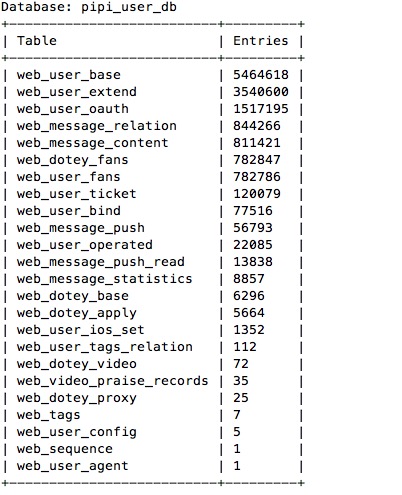 Database: pipi_user_db
+--------------------------+---------+
| Table                    | Entries |
+--------------------------+---------+
| web_user_base            | 5464618 |
| web_user_extend          | 3540600 |
| web_user_oauth           | 1517195 |
| web_message_relation     | 844266  |
| web_message_content      | 811421  |
| web_dotey_fans           | 782847  |
| web_user_fans            | 782786  |
| web_user_ticket          | 120079  |
| web_user_bind            | 77516   |
| web_message_push         | 56793   |
| web_user_operated        | 22085   |
| web_message_push_read    | 13838   |
| web_message_statistics   | 8857    |
| web_dotey_base           | 6296    |
| web_dotey_apply          | 5664    |
| web_user_ios_set         | 1352    |
| web_user_tags_relation   | 112     |
| web_dotey_video          | 72      |
| web_video_praise_records | 35      |
| web_dotey_proxy          | 25      |
| web_tags                 | 7       |
| web_user_config          | 5       |
| web_sequence             | 1       |
| web_user_agent           | 1       |
+--------------------------+---------+